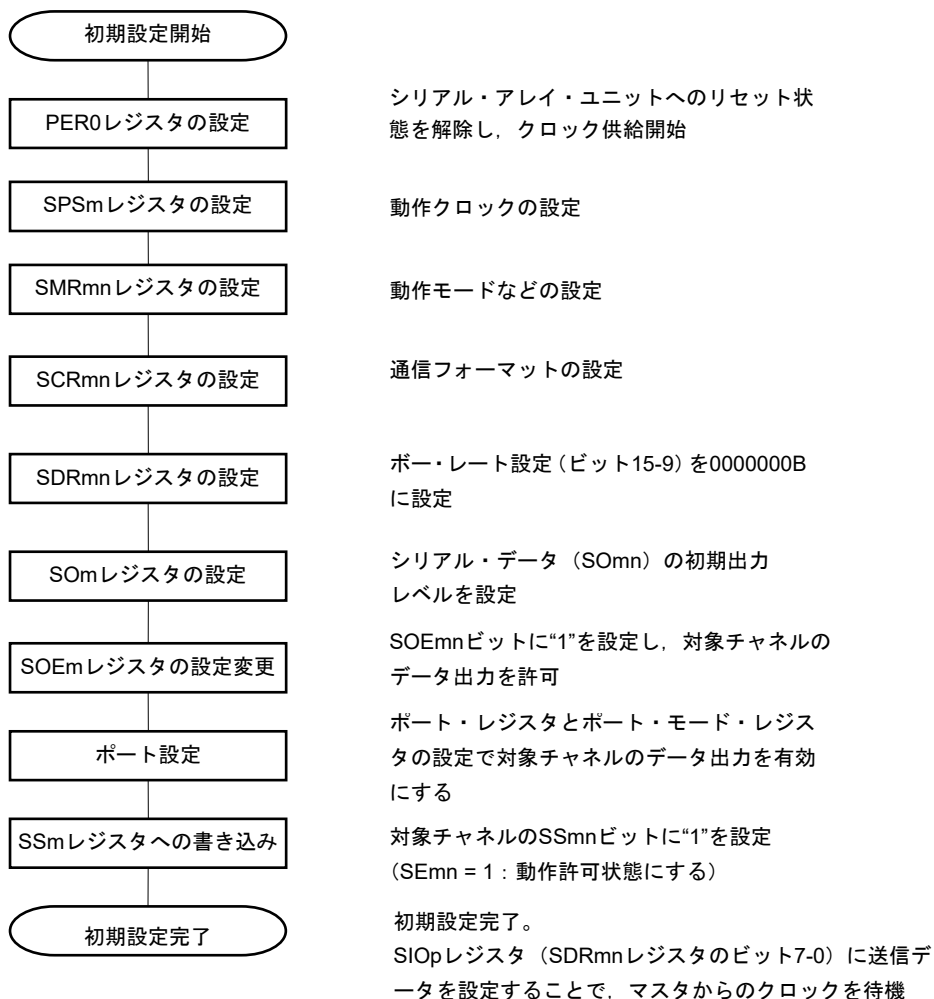 初期設定開始
PER0レジスタの設定
シリアル・アレイ・ユニットへのリセット状
態を解除し，クロック供給開始
SPSmレジスタの設定
動作クロックの設定
SMRmnレジスタの設定
動作モードなどの設定
SCRmnレジスタの設定
通信フォーマットの設定
SDRmnレジスタの設定
ボー・レート設定（ビット15-9）を0000000B
に設定
SOmレジスタの設定
シリアル・データ（SOmn）の初期出力
レベルを設定
SOEmレジスタの設定変更
SOEmnビットに“1”を設定し，対象チャネルの
データ出力を許可
ポート設定
ポート・レジスタとポート・モード・レジス
タの設定で対象チャネルのデータ出力を有効
にする
SSmレジスタへの書き込み
対象チャネルのSSmnビットに“1”を設定
（SEmn = 1：動作許可状態にする）
初期設定完了
初期設定完了。
SIOpレジスタ（SDRmnレジスタのビット7-0）に送信デ
ータを設定することで，マスタからのクロックを待機